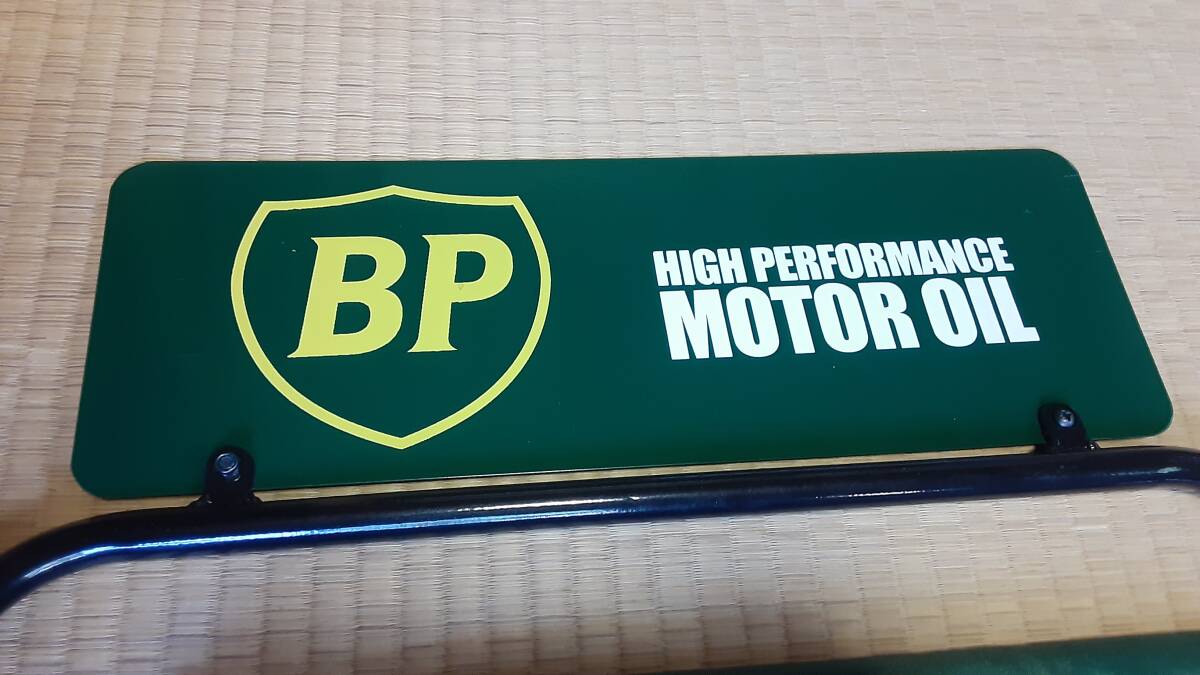 BP
HIGH PERFORMANCE
MOTOR OIL